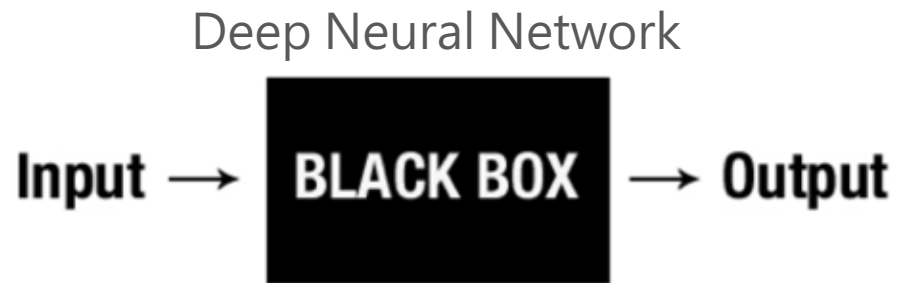 Deep Neural Network
Input → BLACK BOX → Output